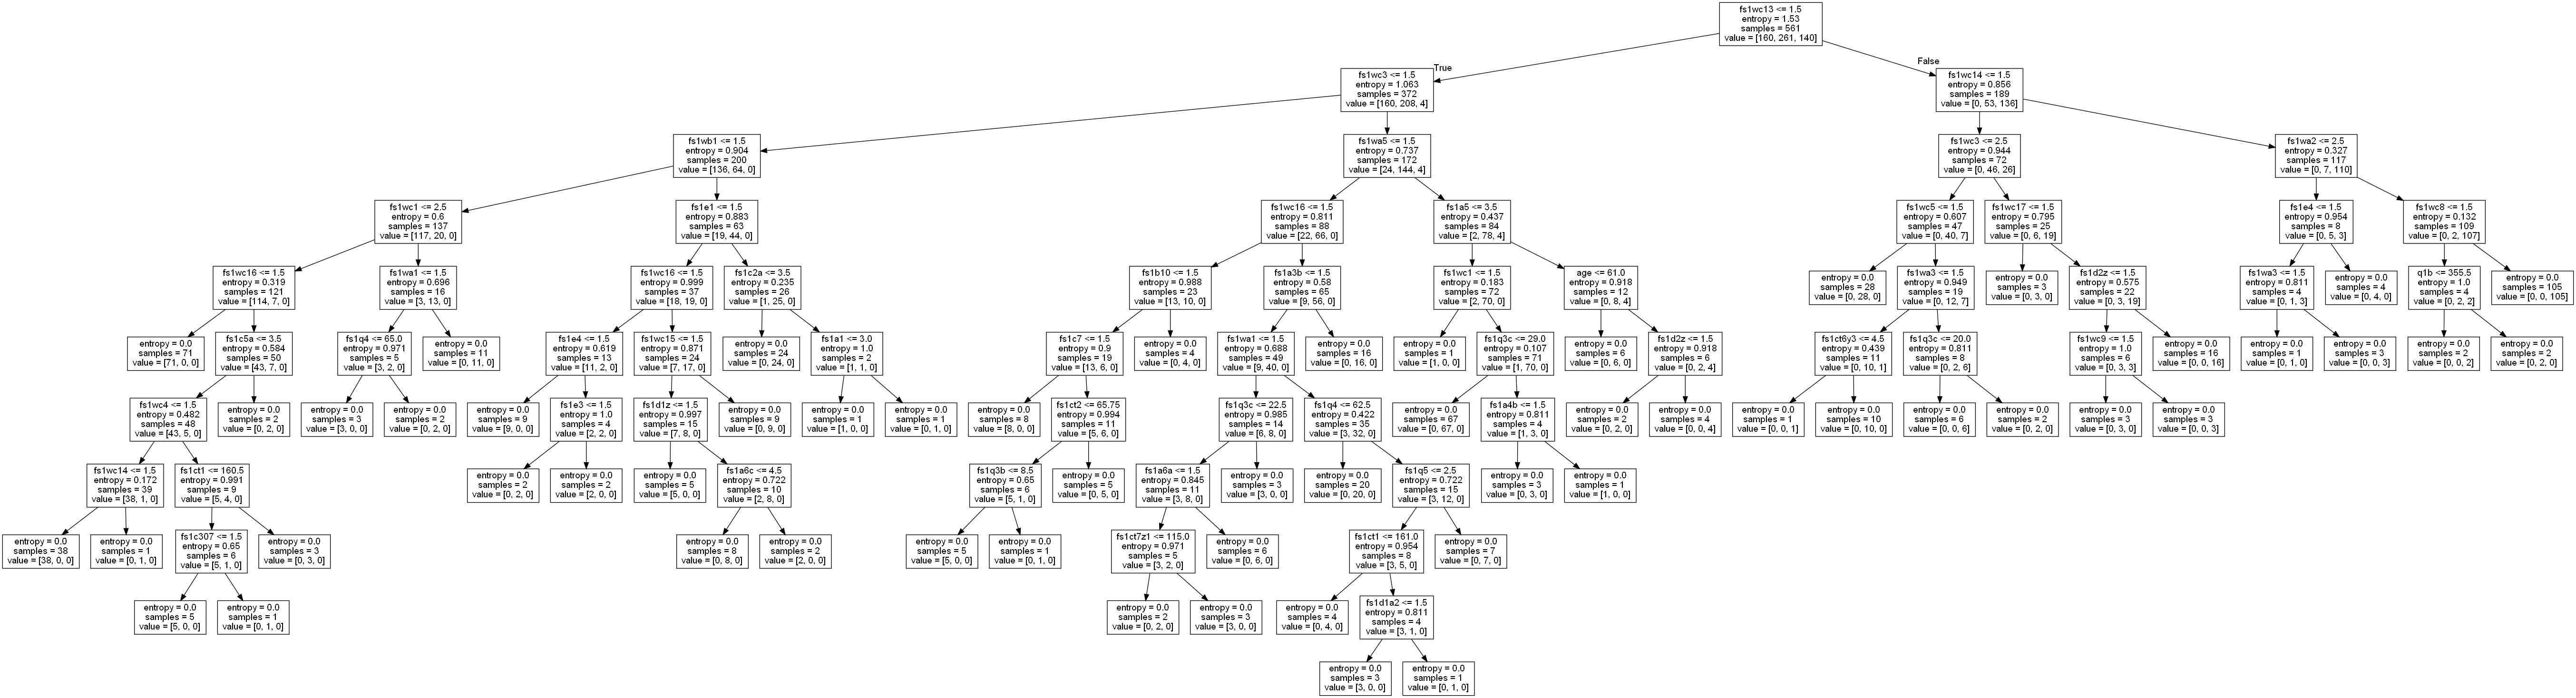 fs1wc13 <= 1.5
entropy = 1.53
samples = 561
value = [160, 261, 140]
True
False
fs1wc3 <= 1.5
entropy = 1.063
samples = 372
value = [160, 208, 4]
fs1wc14 <= 1.5
entropy = 0.856
samples = 189
value = [0, 53, 136]
fs1wb1 <= 1.5
entropy = 0.904
samples = 200
value = [136, 64, 0]
fs1wa5 <= 1.5
entropy = 0.737
samples = 172
value = [24, 144, 4]
fs1wc3 <= 2.5
entropy = 0.944
samples = 72
value = [0, 46, 26]
fs1wa2 <= 2.5
entropy = 0.327
samples = 117
value = [0, 7, 110]
fs1wc1 <= 2.5
entropy = 0.6
samples = 137
value = [117, 20, 0]
fs1e1 <= 1.5
entropy = 0.883
samples = 63
value = [19, 44, 0]
fs1wc16 <= 1.5
entropy = 0.811
samples = 88
value = [22, 66, 0]
fs1a5 <= 3.5
entropy = 0.437
samples = 84
value = [2, 78, 4]
fs1wc5 <= 1.5
entropy = 0.607
samples = 47
value = [0, 40, 7]
fs1wc17 <= 1.5
entropy = 0.795
samples = 25
value = [0, 6, 19]
fs1e4 <= 1.5
entropy = 0.954
samples = 8
value = [0, 5, 3]
fs1wc8 <= 1.5
entropy = 0.132
samples = 109
value = [0, 2, 107]
fs1wc16 <= 1.5
entropy = 0.319
samples = 121
value = [114, 7, 0]
fs1wa1 <= 1.5
entropy = 0.696
samples = 16
value = [3, 13, 0]
fs1wc16 <= 1.5
entropy = 0.999
samples = 37
value = [18, 19, 0]
fs1c2a <= 3.5
entropy = 0.235
samples = 26
value = [1, 25, 0]
fs1b10 <= 1.5
entropy = 0.988
samples = 23
value = [13, 10, 0]
fs1a3b <= 1.5
entropy = 0.58
samples = 65
value = [9, 56, 0]
fs1wc1 <= 1.5
entropy = 0.183
samples = 72
value = [2, 70, 0]
age <= 61.0
entropy = 0.918
samples = 12
value = [0, 8, 4]
entropy = 0.0
samples = 28
value = [0, 28, 0]
fs1wa3 <= 1.5
entropy = 0.949
samples = 19
value = [0, 12, 7]
entropy = 0.0
samples = 3
value = [0, 3, 0]
fs1d2z <= 1.5
entropy = 0.575
samples = 22
value = [0, 3, 19]
fs1wa3 <= 1.5
entropy = 0.811
samples = 4
value = [0, 1, 3]
entropy = 0.0
samples = 4
value = [0, 4, 0]
q1b <= 355.5
entropy = 1.0
samples = 4
value = [0, 2, 2]
entropy = 0.0
samples = 105
value = [0, 0, 105]
entropy = 0.0
samples = 71
value = [71, 0, 0]
fs1c5a <= 3.5
entropy = 0.584
samples = 50
value = [43, 7, 0]
fs1q4 <= 65.0
entropy = 0.971
samples = 5
value = [3, 2, 0]
entropy = 0.0
samples = 11
value = [0, 11, 0]
fs1e4 <= 1.5
entropy = 0.619
samples = 13
value = [11, 2, 0]
fs1wc15 <= 1.5
entropy = 0.871
samples = 24
value = [7, 17, 0]
entropy = 0.0
samples = 24
value = [0, 24, 0]
fs1a1 <= 3.0
entropy = 1.0
samples = 2
value = [1, 1, 0]
fs1c7 <= 1.5
entropy = 0.9
samples = 19
value = [13, 6, 0]
entropy = 0.0
samples = 4
value = [0, 4, 0]
fs1wa1 <= 1.5
entropy = 0.688
samples = 49
value = [9, 40, 0]
entropy = 0.0
samples = 16
value = [0, 16, 0]
entropy = 0.0
samples = 1
value = [1, 0, 0]
fs1q3c <= 29.0
entropy = 0.107
samples = 71
value = [1, 70, 0]
entropy = 0.0
samples = 6
value = [0, 6, 0]
fs1d2z <= 1.5
entropy = 0.918
samples = 6
value = [0, 2, 4]
fs1ct6y3 <= 4.5
entropy = 0.439
samples = 11
value = [0, 10, 1]
fs1q3c <= 20.0
entropy = 0.811
samples = 8
value = [0, 2, 6]
fs1wc9 <= 1.5
entropy = 1.0
samples = 6
value = [0, 3, 3]
entropy = 0.0
samples = 16
value = [0, 0, 16]
entropy = 0.0
samples = 1
value = [0, 1, 0]
entropy = 0.0
samples = 3
value = [0, 0, 3]
entropy = 0.0
samples = 2
value = [0, 0, 2]
entropy = 0.0
samples = 2
value = [0, 2, 0]
fs1wc4 <= 1.5
entropy = 0.482
samples = 48
value = [43, 5, 0]
entropy = 0.0
samples = 2
value = [0, 2, 0]
entropy = 0.0
samples = 3
value = [3, 0, 0]
entropy = 0.0
samples = 2
value = [0, 2, 0]
entropy = 0.0
samples = 9
value = [9, 0, 0]
fs1e3 <= 1.5
entropy = 1.0
samples = 4
value = [2, 2, 0]
fs1d1z <= 1.5
entropy = 0.997
samples = 15
value = [7, 8, 0]
entropy = 0.0
samples = 9
value = [0, 9, 0]
entropy = 0.0
samples = 1
value = [1, 0, 0]
entropy = 0.0
samples = 1
value = [0, 1, 0]
entropy = 0.0
samples = 8
value = [8, 0, 0]
fs1ct2 <= 65.75
entropy = 0.994
samples = 11
value = [5, 6, 0]
fs1q3c <= 22.5
entropy = 0.985
samples = 14
value = [6, 8, 0]
fs1q4 <= 62.5
entropy = 0.422
samples = 35
value = [3, 32, 0]
entropy = 0.0
samples = 67
value = [0, 67, 0]
fs1a4b <= 1.5
entropy = 0.811
samples = 4
value = [1, 3, 0]
entropy = 0.0
samples = 2
value = [0, 2, 0]
entropy = 0.0
samples = 4
value = [0, 0, 4]
entropy = 0.0
samples = 1
value = [0, 0, 1]
entropy = 0.0
samples = 10
value = [0, 10, 0]
entropy = 0.0
samples = 6
value = [0, 0, 6]
entropy = 0.0
samples = 2
value = [0, 2, 0]
entropy = 0.0
samples = 3
value = [0, 3, 0]
entropy = 0.0
samples = 3
value = [0, 0, 3]
fs1wc14 <= 1.5
entropy = 0.172
samples = 39
value = [38, 1, 0]
fs1ct1 <= 160.5
entropy = 0.991
samples = 9
value = [5, 4, 0]
entropy = 0.0
samples = 2
value = [0, 2, 0]
entropy = 0.0
samples = 2
value = [2, 0, 0]
entropy = 0.0
samples = 5
value = [5, 0, 0]
fs1a6c <= 4.5
entropy = 0.722
samples = 10
value = [2, 8, 0]
fs1q3b <= 8.5
entropy = 0.65
samples = 6
value = [5, 1, 0]
entropy = 0.0
samples = 5
value = [0, 5, 0]
fs1a6a <= 1.5
entropy = 0.845
samples = 11
value = [3, 8, 0]
entropy = 0.0
samples = 3
value = [3, 0, 0]
entropy = 0.0
samples = 20
value = [0, 20, 0]
fs1q5 <= 2.5
entropy = 0.722
samples = 15
value = [3, 12, 0]
entropy = 0.0
samples = 3
value = [0, 3, 0]
entropy = 0.0
samples = 1
value = [1, 0, 0]
entropy = 0.0
samples = 38
value = [38, 0, 0]
entropy = 0.0
samples = 1
value = [0, 1, 0]
fs1c307 <= 1.5
entropy = 0.65
samples = 6
value = [5, 1, 0]
entropy = 0.0
samples = 3
value = [0, 3, 0]
entropy = 0.0
samples = 8
value = [0, 8, 0]
entropy = 0.0
samples = 2
value = [2, 0, 0]
entropy = 0.0
samples = 5
value = [5, 0, 0]
entropy = 0.0
samples = 1
value = [0, 1, 0]
fs1ct7z1 <= 115.0
entropy = 0.971
samples = 5
value = [3, 2, 0]
entropy = 0.0
samples = 6
value = [0, 6, 0]
fs1ct1 <= 161.0
entropy = 0.954
samples = 8
value = [3, 5, 0]
entropy = 0.0
samples = 7
value = [0, 7, 0]
entropy = 0.0
samples = 5
value = [5, 0, 0]
entropy = 0.0
samples = 1
value = [0, 1, 0]
entropy = 0.0
samples = 2
value = [0, 2, 0]
entropy = 0.0
samples = 3
value = [3, 0, 0]
entropy = 0.0
samples = 4
value = [0, 4, 0]
fs1d1a2 <= 1.5
entropy = 0.811
samples = 4
value = [3, 1, 0]
entropy = 0.0
samples = 3
value = [3, 0, 0]
entropy = 0.0
samples = 1
value = [0, 1, 0]